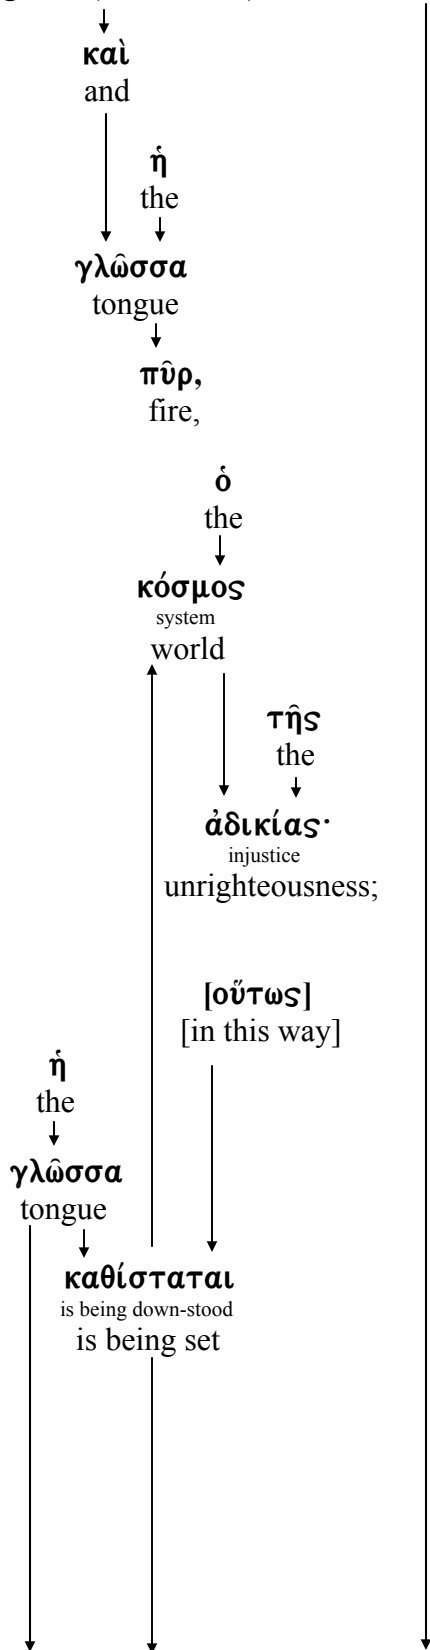 καὶ
and
ἡ
the
γλῶσσα
tongue
πῦρ,
fire,
ὁ
the
κόσμος
system
world
τῆς
the
ἀδικίας·
injustice
unrighteousness;
[οὕτως]
[in this way]
ἡ
the
γλῶσσα
tongue
καθίσταται
is being down-stood
is being set